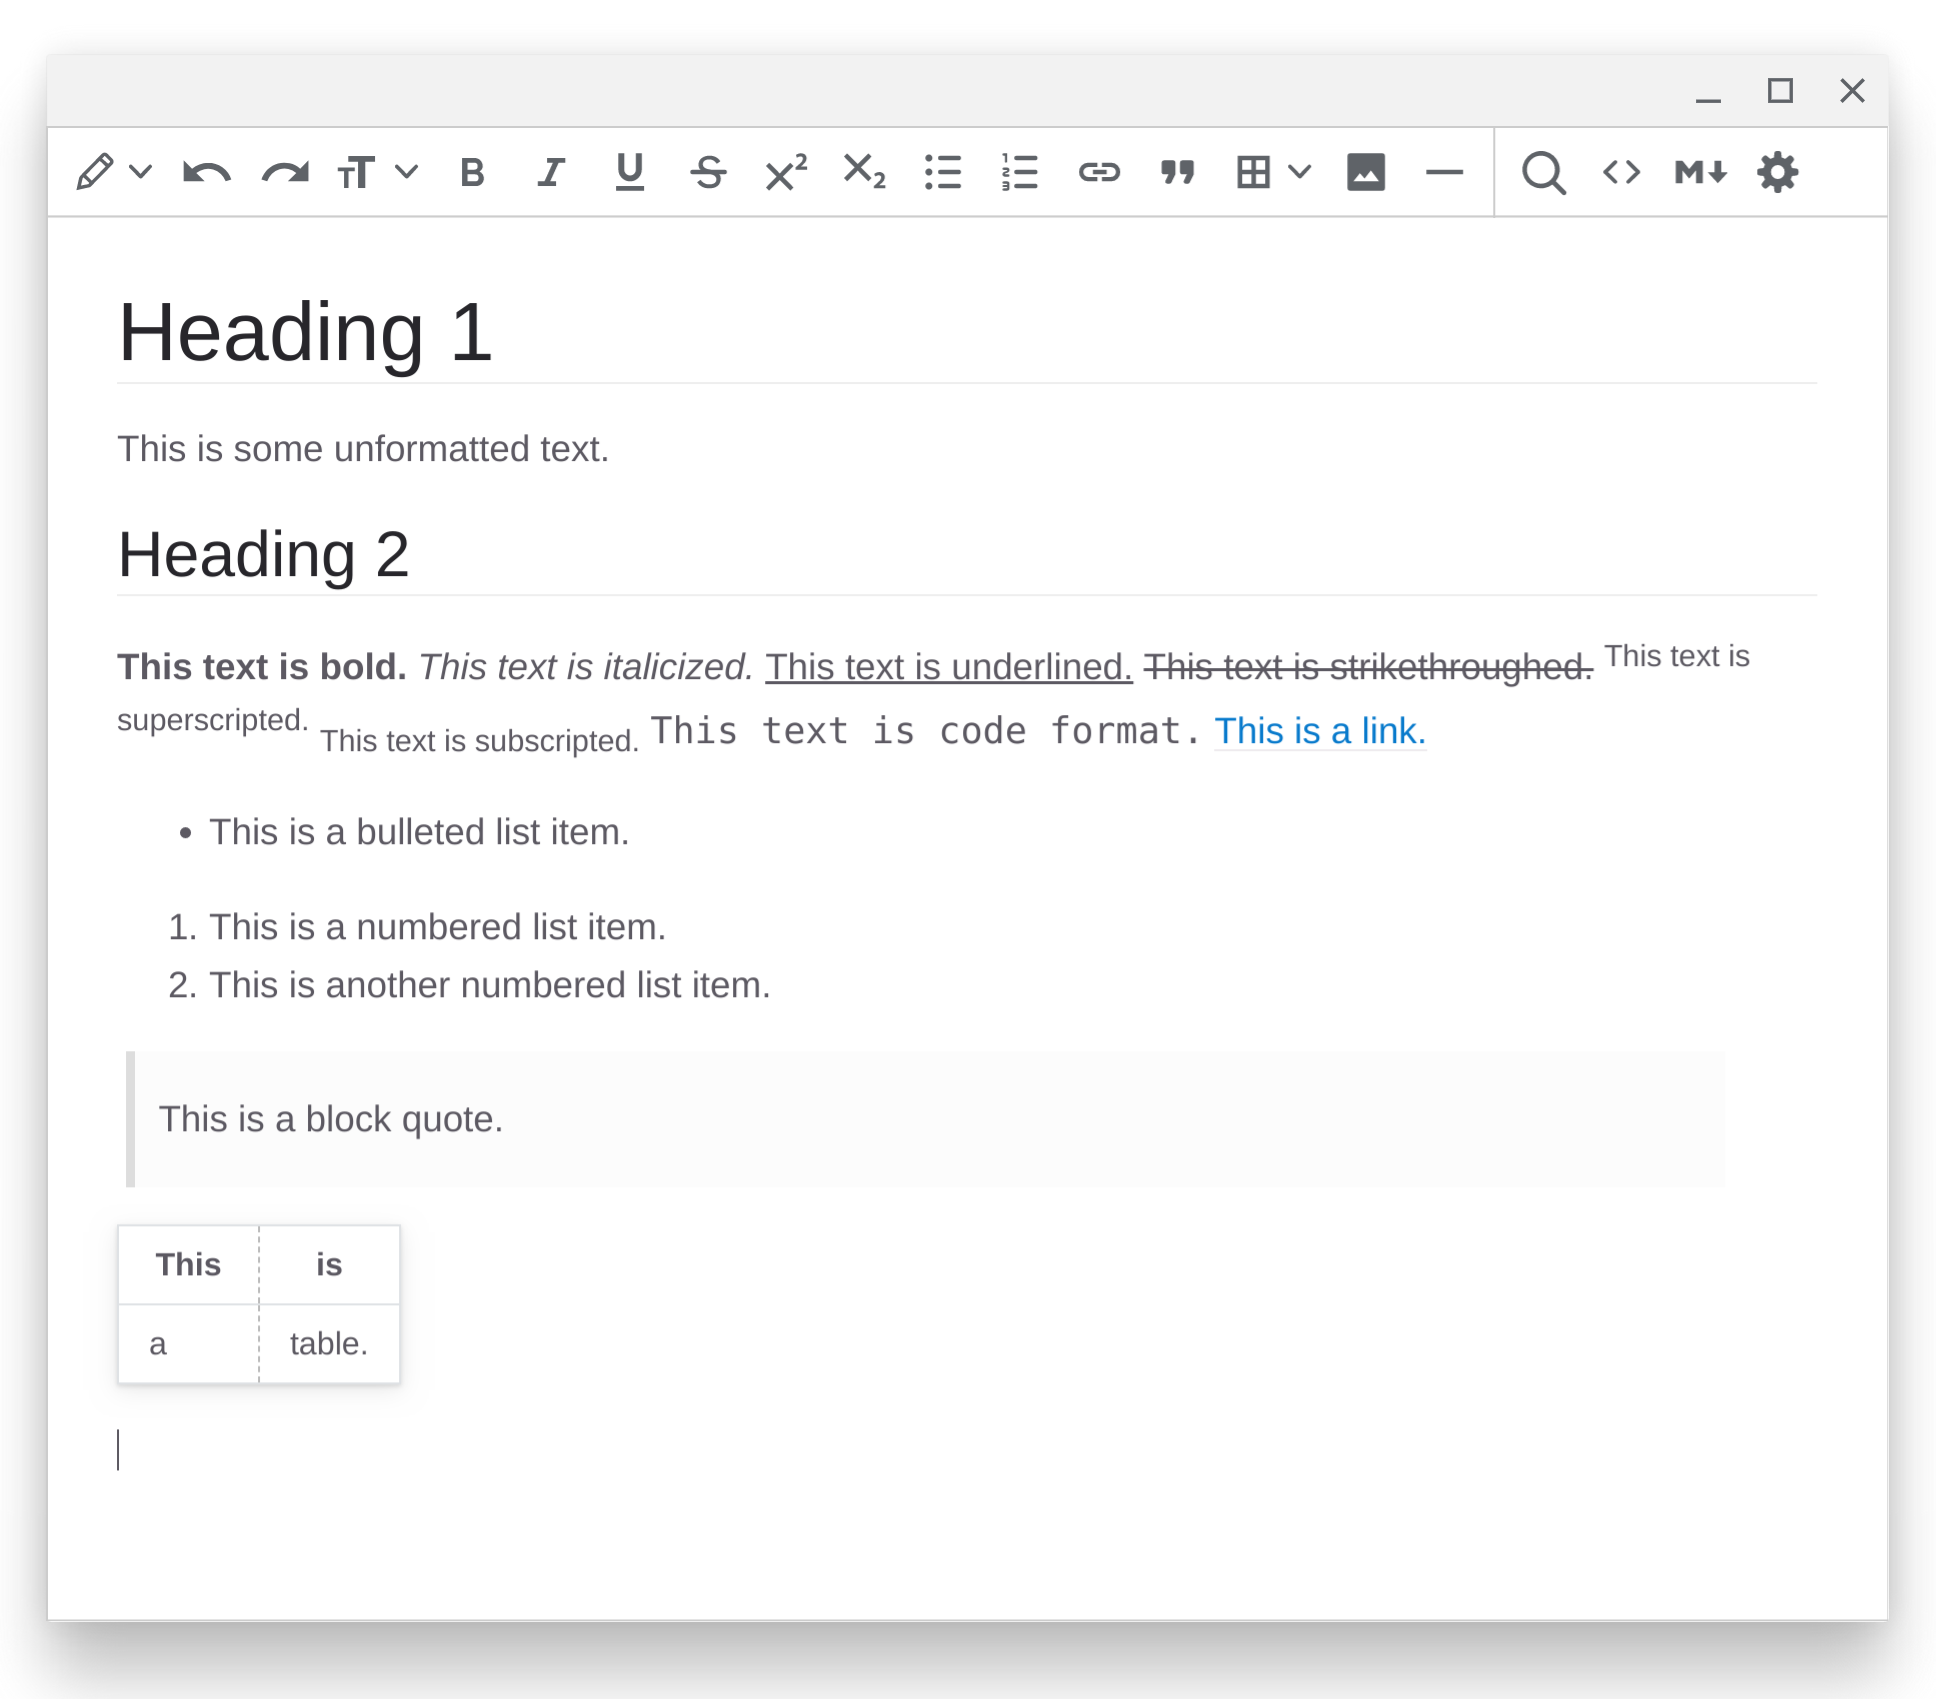 Heading 1
This is some unformatted text.
Heading 2
This text is bold. This text is italicized. This text is underlined. This text is strikethroughed. This text is
superscripted. This text is subscripted. This text is code format. This is a link.
• This is a bulleted list item.
1. This is a numbered list item.
2. This is another numbered list item.
This is a block quote.
This is
a table.